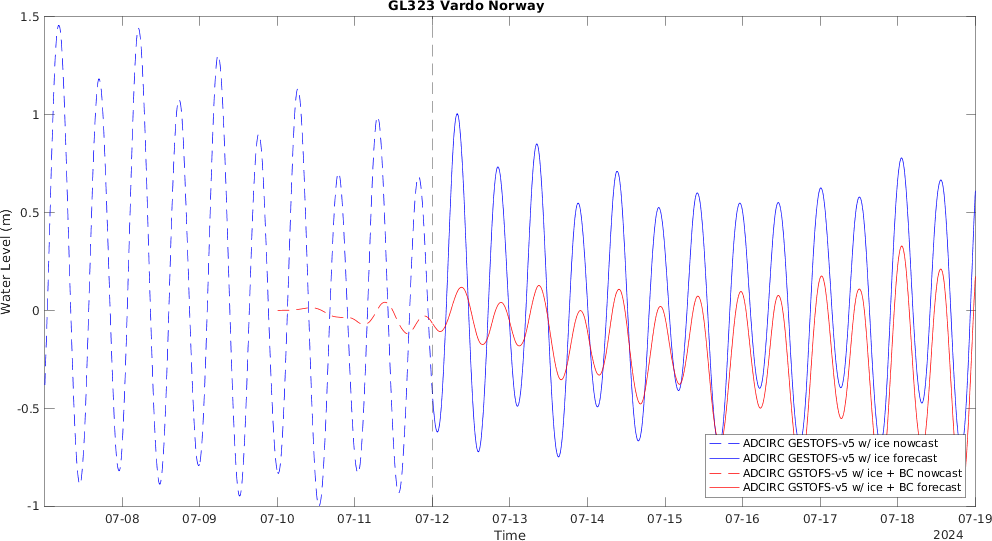 GL323 Vardo Norway
1.5
1
0.5
0
-0.5
-1
Water Level (m)
ADCIRC GESTOFS-v5 w/ ice nowcast
ADCIRC GESTOFS-v5 w/ ice forecast
ADCIRC GSTOFS-v5 w/ ice + BC nowcast
ADCIRC GSTOFS-v5 w/ ice + BC forecast
07-08 07-09 07-10 07-11 07-12 07-13 07-14 07-15 07-16 07-17 07-18 07-19
Time
2024